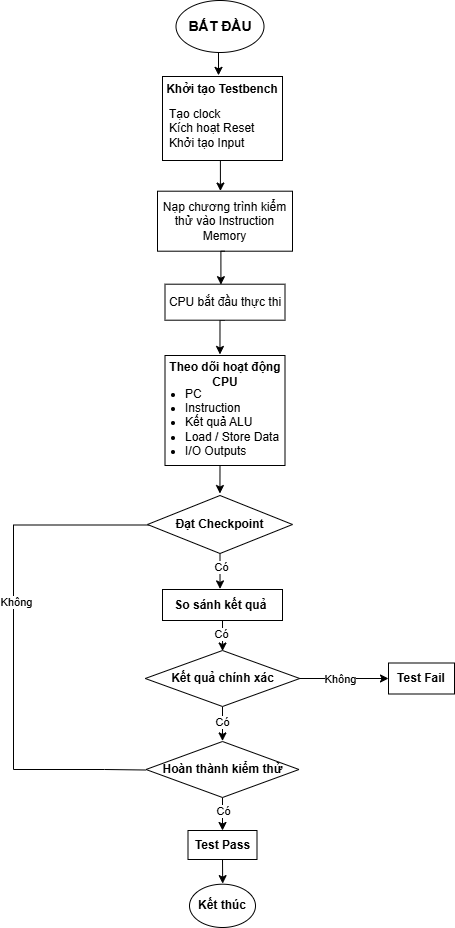 BẮT ĐẦU
Khởi tạo Testbench
Tạo clock
Kích hoạt Reset
Khởi tạo Input
Nạp chương trình kiểm
thử vào Instruction
Memory
CPU bắt đầu thực thi
Theo dõi hoạt động
CPU
• PC
• Instruction
• Kết quả ALU
• Load / Store Data
• I/O Outputs
Đạt Checkpoint
Có
Không
So sánh kết quả
Có
Kết quả chính xác
Không
Test Fail
Có
Hoàn thành kiểm thử
Có
Test Pass
Kết thúc